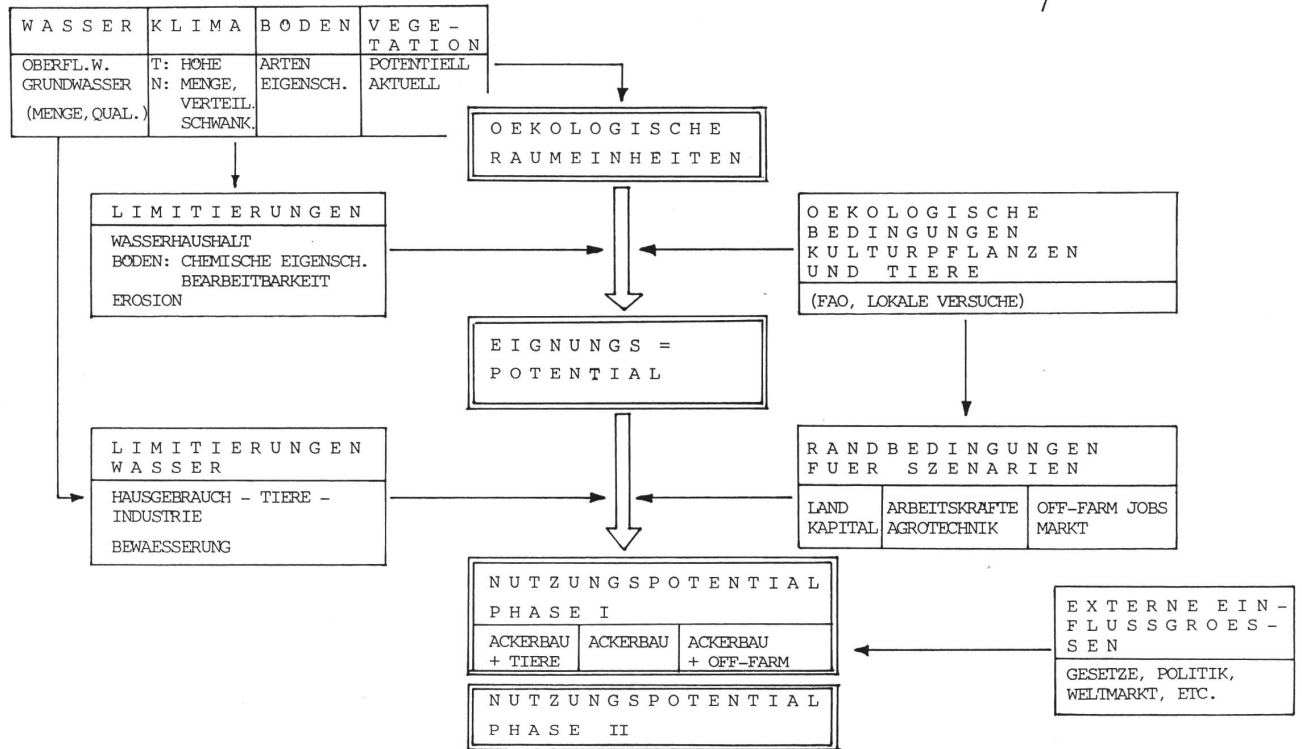 WASSER
OBERFL.W.
GRUNDWASSER
(MENGE,QUAL.)
KLIMA
T: HÖHE
N: MENGE,
VERTEIL.
SCHWANK.
BÖDEN
ARTEN
EIGENSCH.
VEGE-
TATION
POTENTIELL
AKTUELL
OEKOLOGISCHE
RAUMEINHEITEN
LIMITIERUNGEN
WASSERHAUSHALT
BÖDEN: CHEMISCHE EIGENSCH.
BEARBEITBARKEIT
EROSION
OEKOLOGISCHE
BEDINGUNGEN
KULTURPFLANZEN
UND TIERE
(FAO, LOKALE VERSUCHE)
EIGNUNGS =
POTENTIAL
LIMITIERUNGEN
WASSER
HAUSGEBRAUCH - TIERE -
INDUSTRIE
BEWAESSERUNG
RANDBEDINGUNGEN
FUER SZENARIEN
LAND
KAPITAL
ARBEITSKRÄFTE
AGROTECHNIK
OFF-FARM JOBS
MARKT
NUTZUNGSPOTENTIAL
PHASE I
ACKERBAU
+ TIERE
ACKERBAU
ACKERBAU
+ OFF-FARM
EXTERNE EIN-
FLUSSGROES-
SEN
GESETZE, POLITIK,
WELTMARKT, ETC.
NUTZUNGSPOTENTIAL
PHASE II